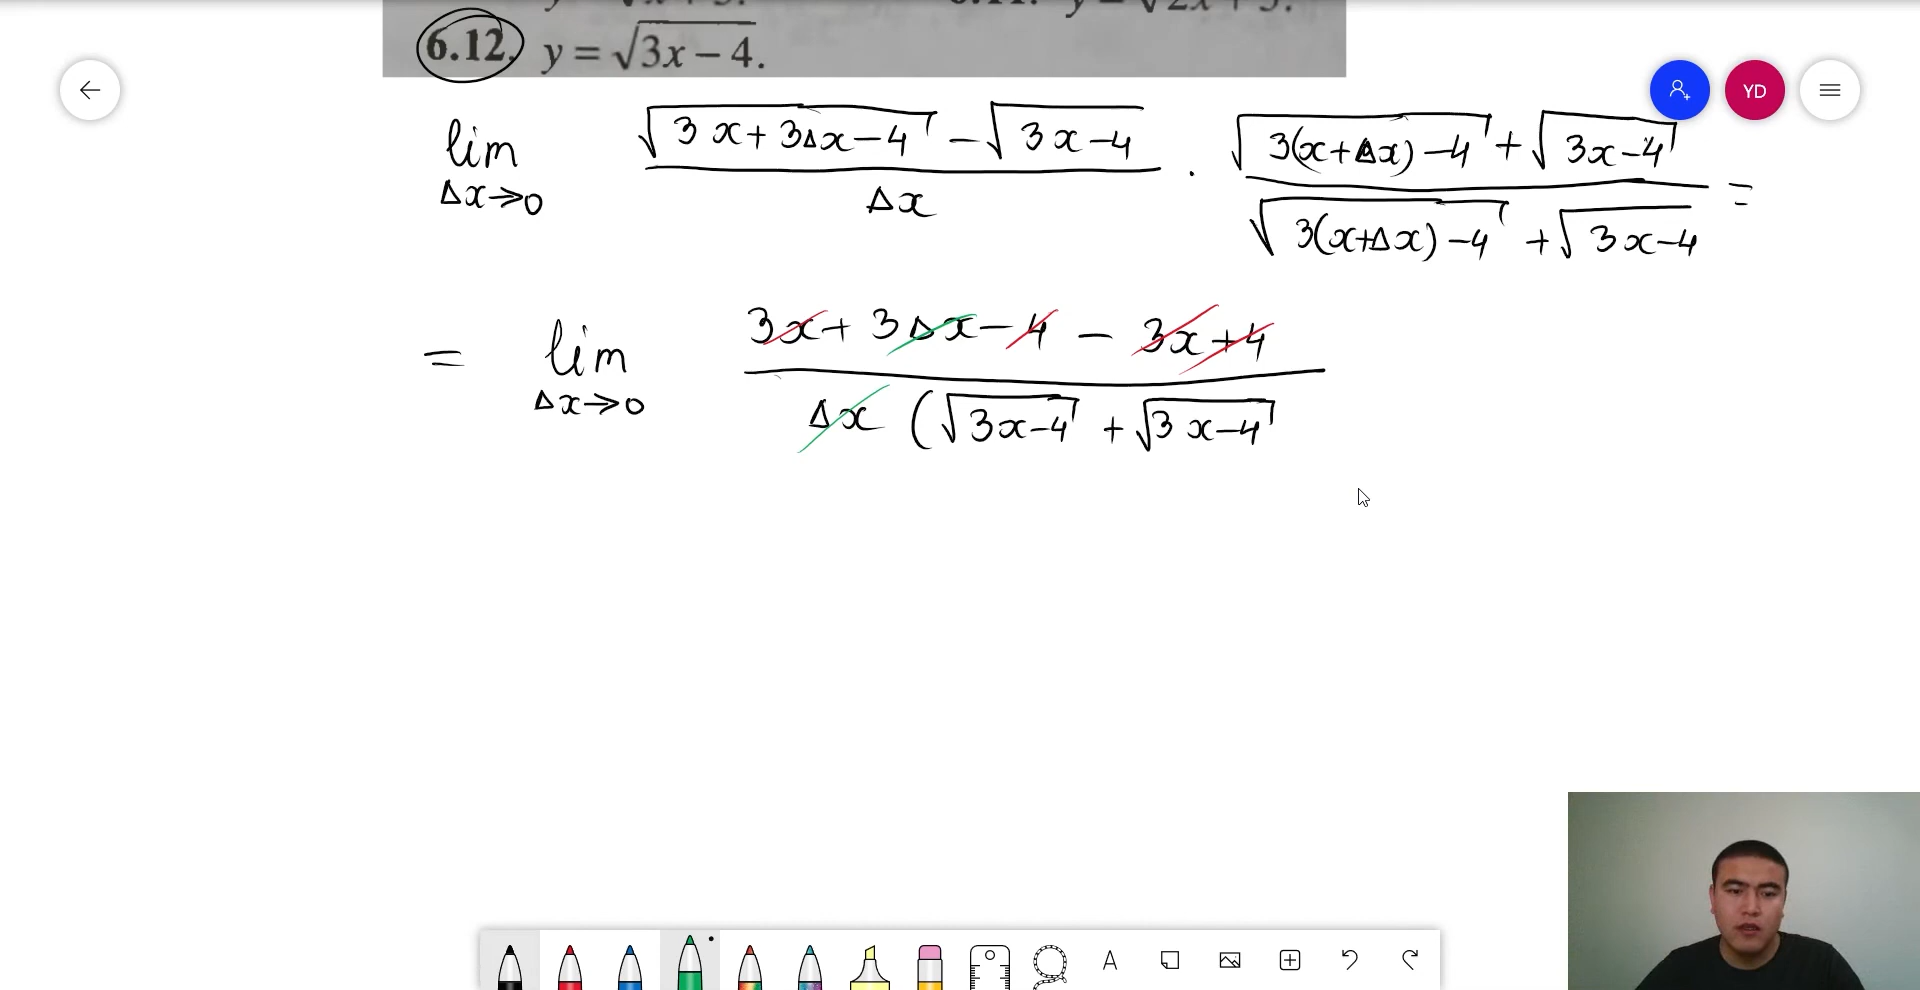 6.12. y = √(3x − 4).
YD
lim Δx→0 (√(3x + 3Δx − 4) − √(3x − 4)) / Δx · (√(3(x + Δx) − 4) + √(3x − 4)) / (√(3(x + Δx) − 4) + √(3x − 4)) =
= lim Δx→0 (3x + 3Δx − 4 − 3x + 4) / (Δx (√(3x − 4) + √(3x − 4)
A